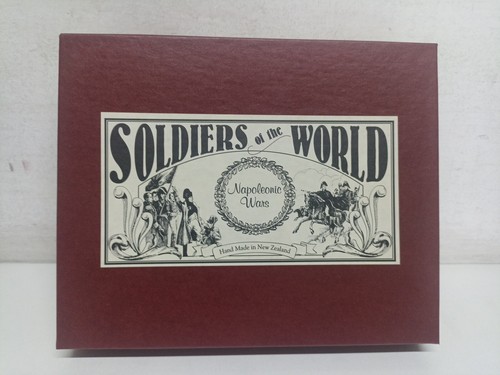 SOLDIERS of the WORLD
Napoleonic
Wars
Hand Made in New Zealand